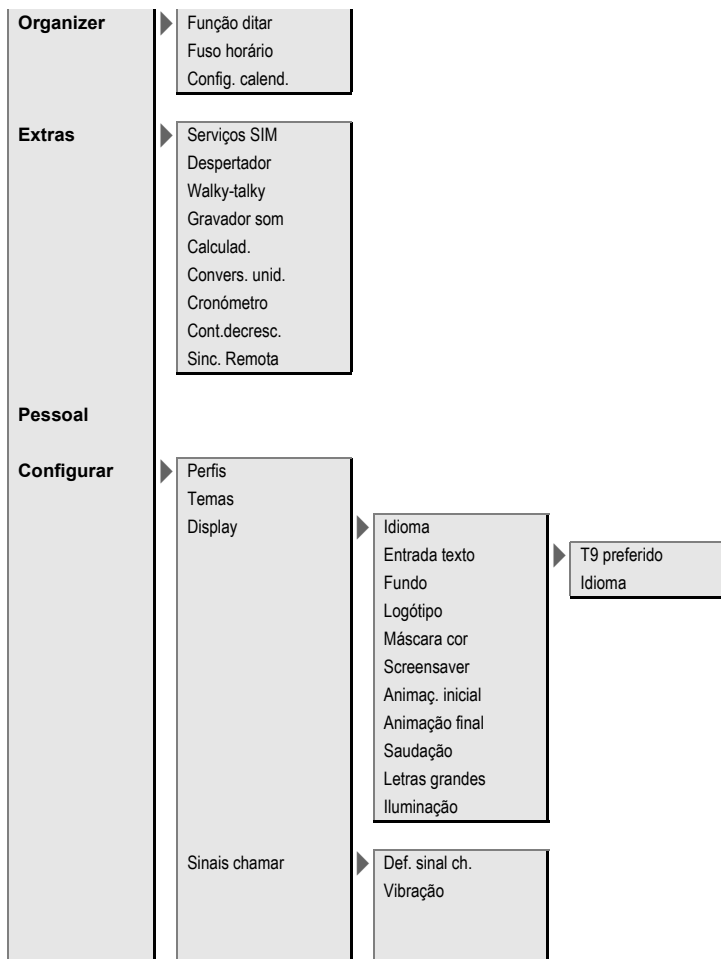 Organizer
Função ditar
Fuso horário
Config. calend.
Extras
Serviços SIM
Despertador
Walky-talky
Gravador som
Calculad.
Convers. unid.
Cronómetro
Cont.decresc.
Sinc. Remota
Pessoal
Configurar
Perfis
Temas
Display
Idioma
Entrada texto
T9 preferido
Idioma
Fundo
Logótipo
Máscara cor
Screensaver
Animaç. inicial
Animação final
Saudação
Letras grandes
Iluminação
Sinais chamar
Def. sinal ch.
Vibração